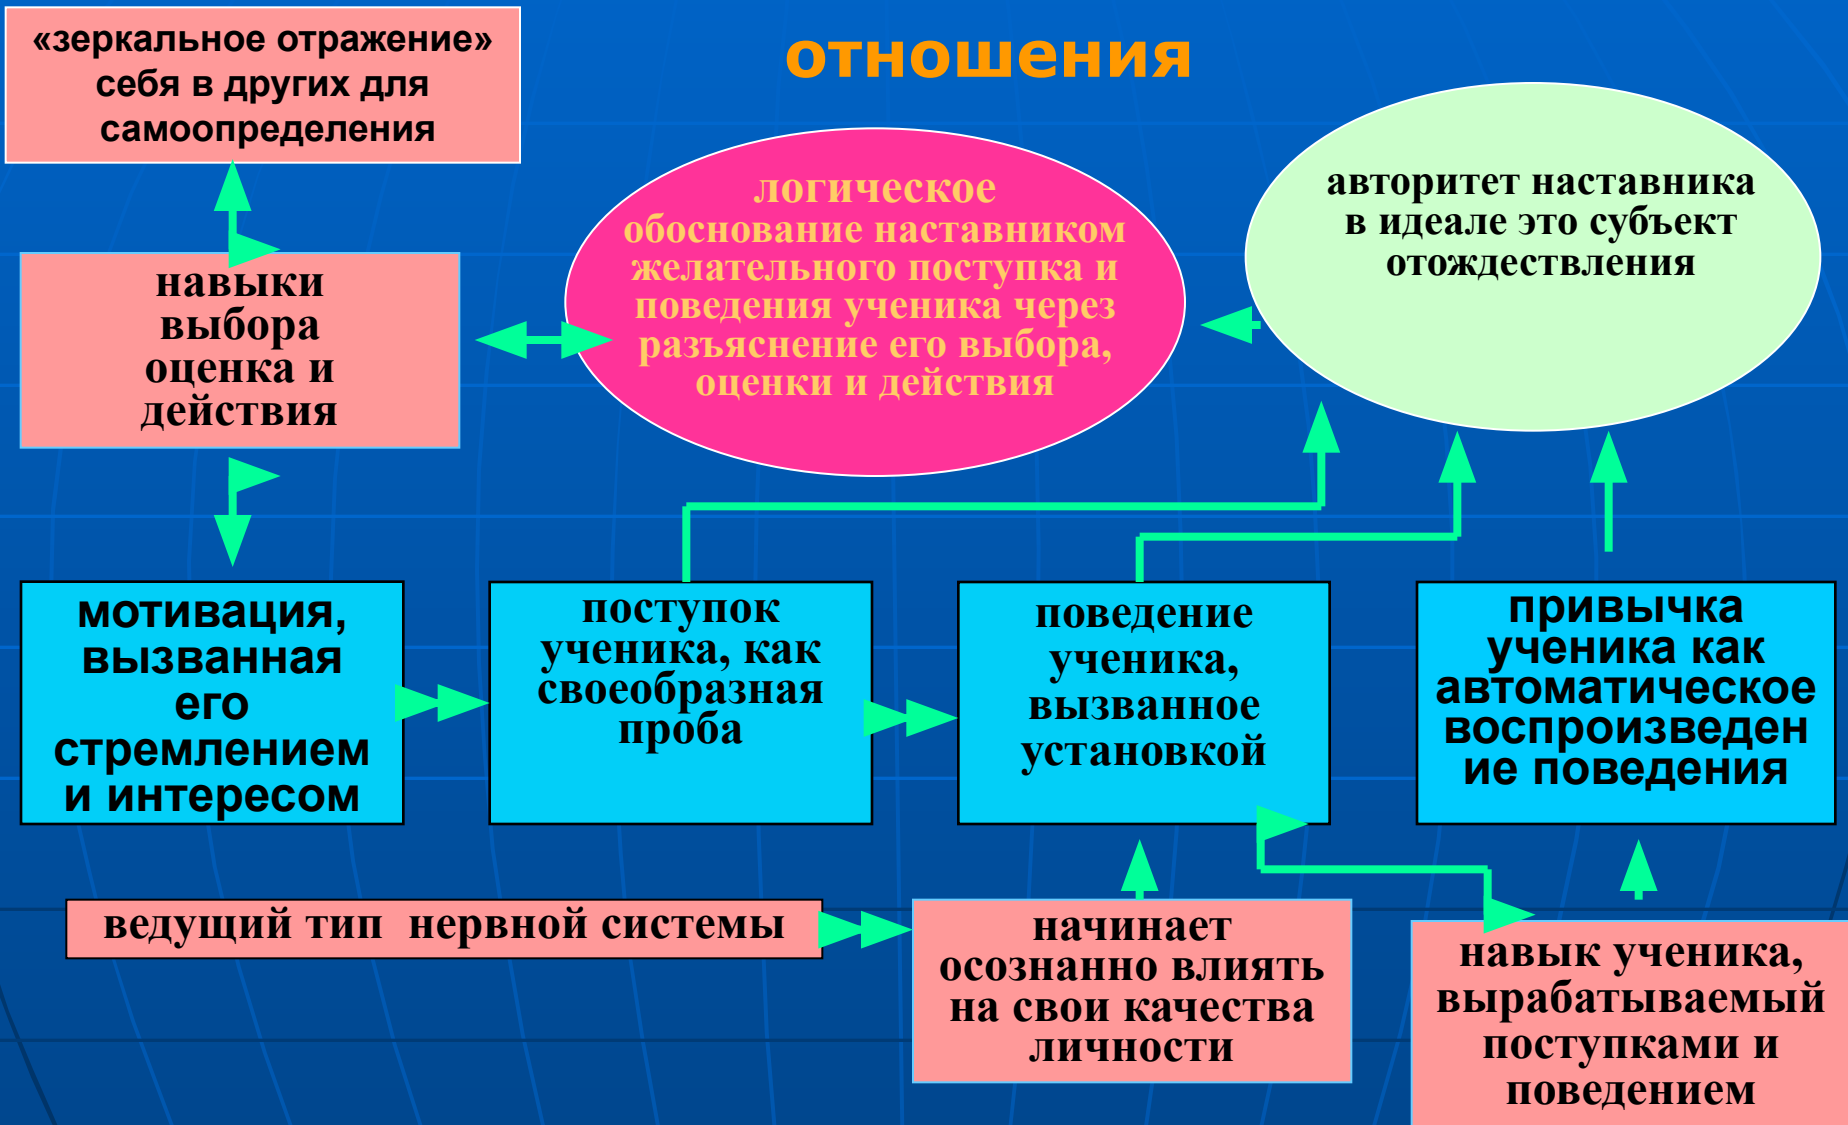 «зеркальное отражение»
себя в других для
самоопределения
отношения
логическое
обоснование наставником
желательного поступка и
поведения ученика через
разъяснение его выбора,
оценки и действия
авторитет наставника
в идеале это субъект
отождествления
навыки
выбора
оценка и
действия
мотивация,
вызванная
его
стремлением
и интересом
поступок
ученика, как
своеобразная
проба
поведение
ученика,
вызванное
установкой
привычка
ученика как
автоматическое
воспроизведен
ие поведения
ведущий тип нервной системы
начинает
осознанно влиять
на свои качества
личности
навык ученика,
вырабатываемый
поступками и
поведением